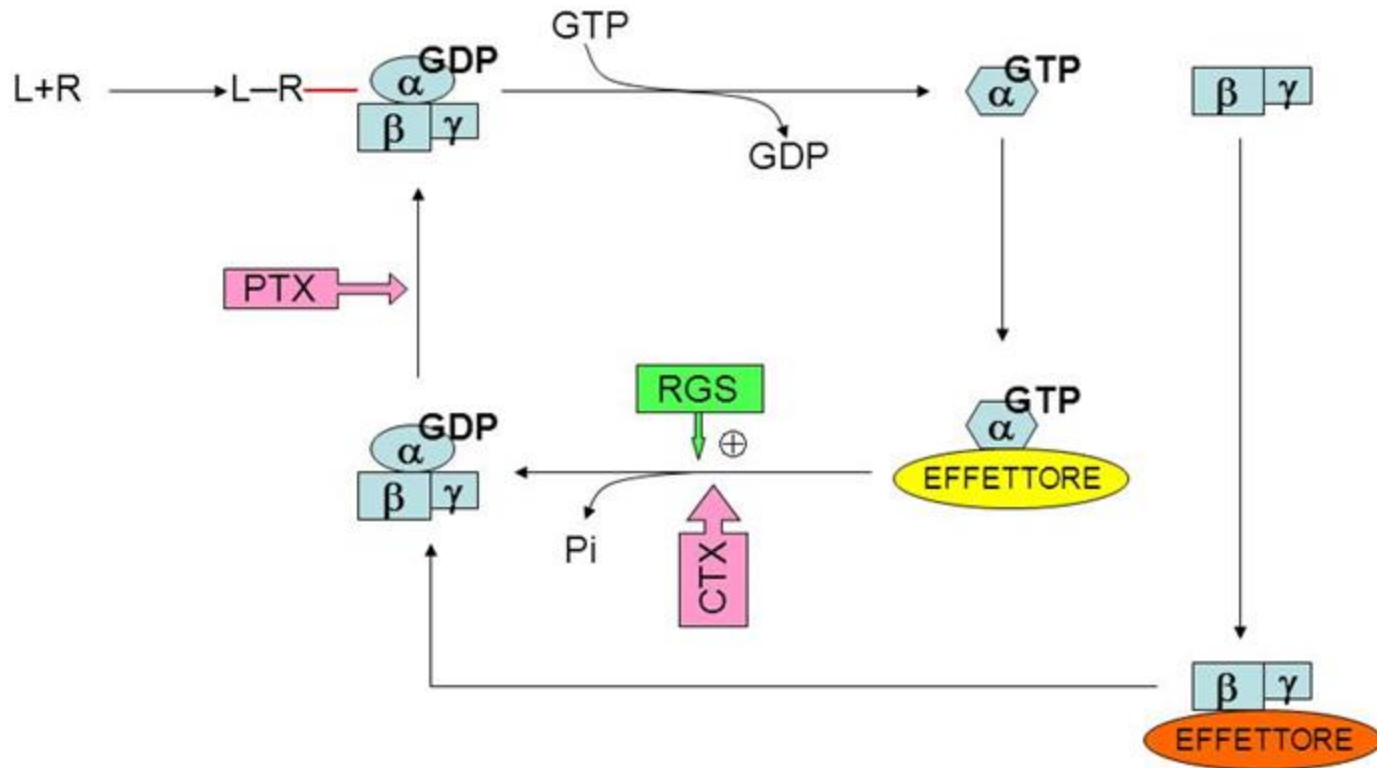 GTP
L+R
L–R
α GDP
β γ
GDP
α GTP
β γ
PTX
RGS
+
α GTP
EFFETTORE
α GDP
β γ
Pi
CTX
β γ
EFFETTORE